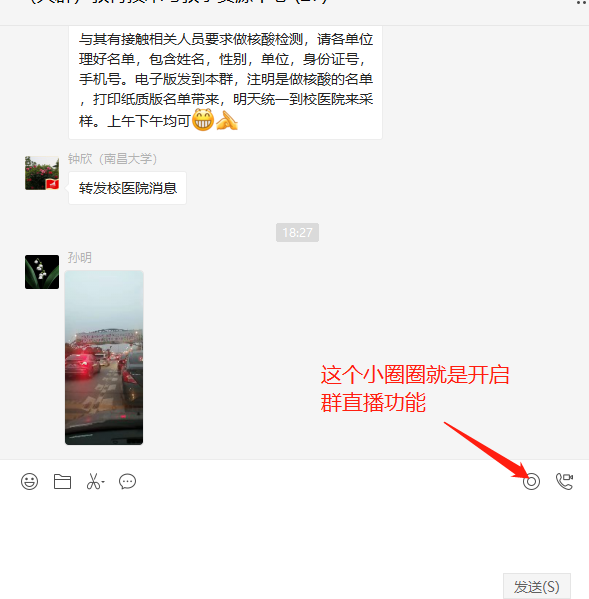 与其有接触相关人员要求做核酸检测，请各单位
理好名单，包含姓名，性别，单位，身份证号，
手机号。电子版发到本群，注明是做核酸的名单
，打印纸质版名单带来，明天统一到校医院来采
样。上午下午均可😁👏
钟欣（南昌大学）
转发校医院消息
18:27
孙明
这个小圈圈就是开启
群直播功能
发送(S)